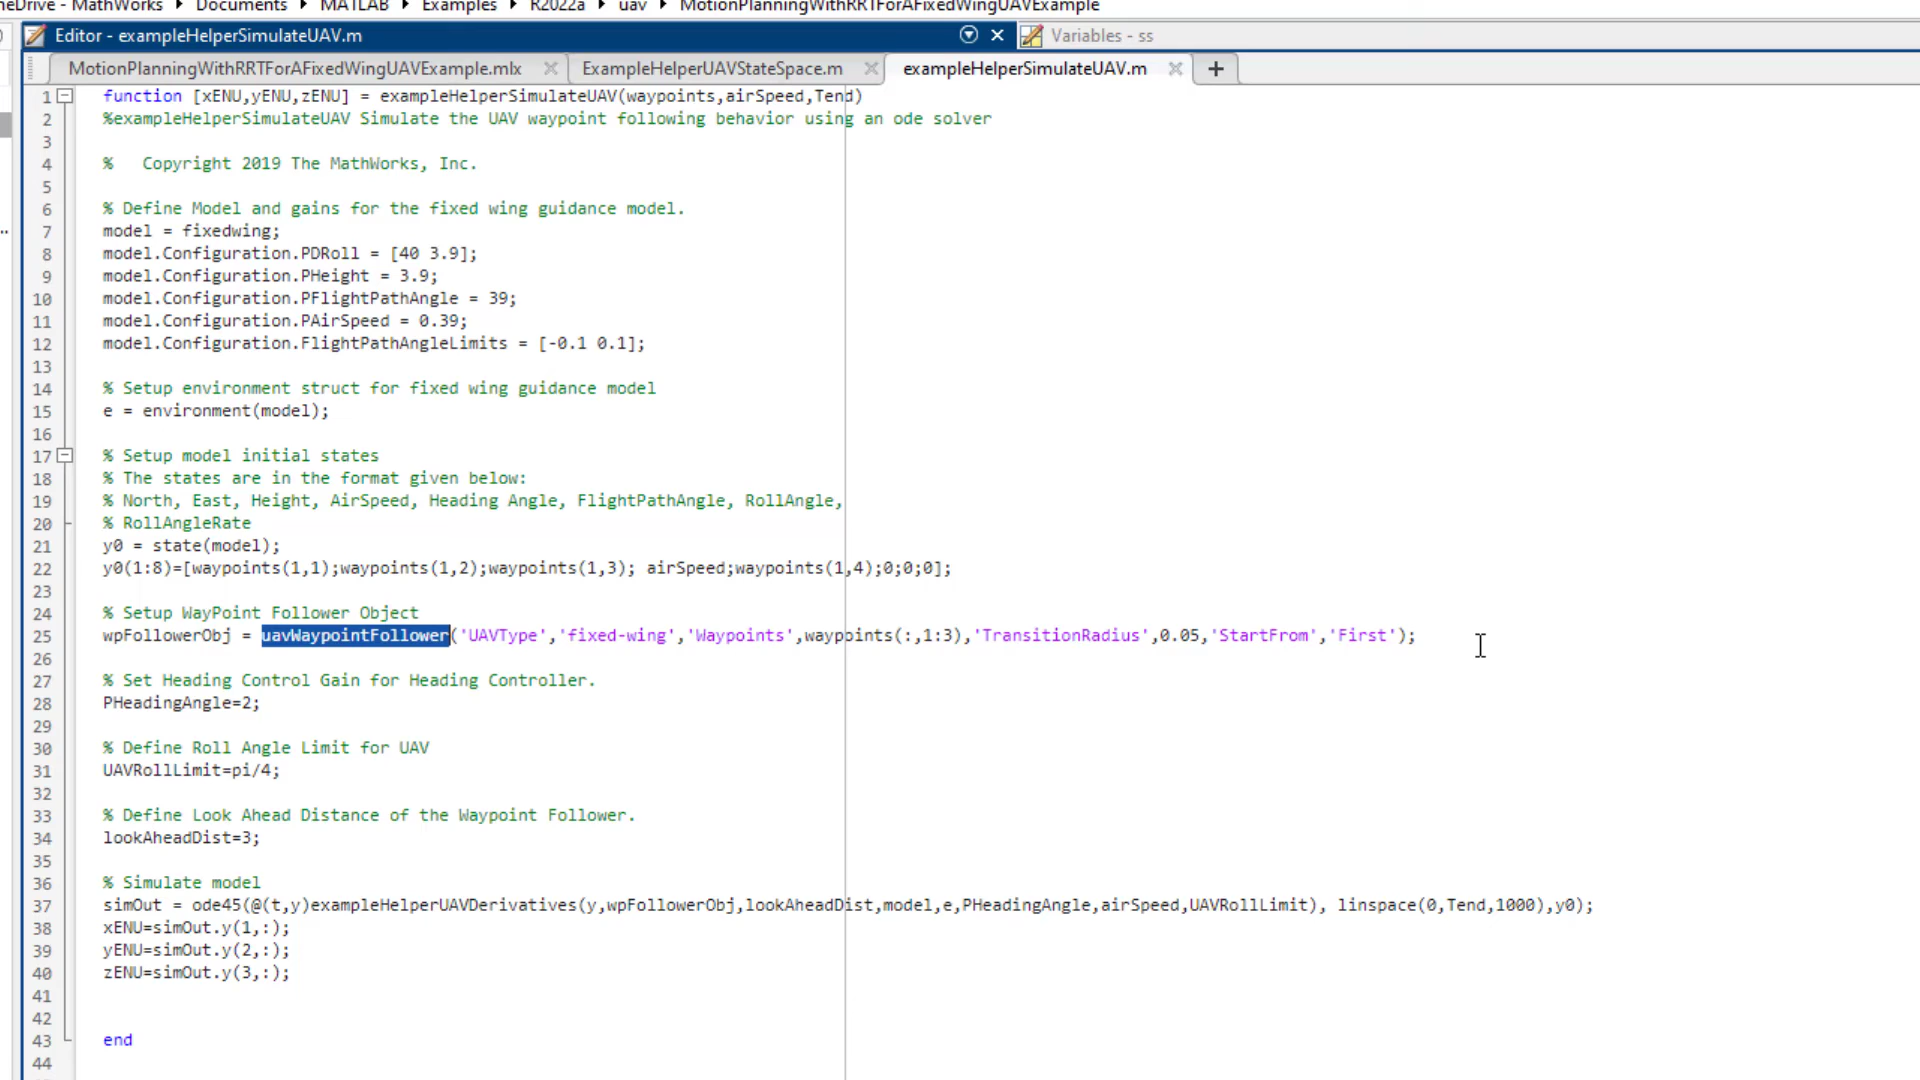 neDrive - MathWorks ▸ Documents ▸ MATLAB ▸ Examples ▸ R2022a ▸ uav ▸ MotionPlanningWithRRTForAFixedWingUAVExample
Editor - exampleHelperSimulateUAV.m
Variables - ss
MotionPlanningWithRRTForAFixedWingUAVExample.mlx
ExampleHelperUAVStateSpace.m
exampleHelperSimulateUAV.m
1 function [xENU,yENU,zENU] = exampleHelperSimulateUAV(waypoints,airSpeed,Tend)
2 %exampleHelperSimulateUAV Simulate the UAV waypoint following behavior using an ode solver
3
4 % Copyright 2019 The MathWorks, Inc.
5
6 % Define Model and gains for the fixed wing guidance model.
7 model = fixedwing;
8 model.Configuration.PDRoll = [40 3.9];
9 model.Configuration.PHeight = 3.9;
10 model.Configuration.PFlightPathAngle = 39;
11 model.Configuration.PAirSpeed = 0.39;
12 model.Configuration.FlightPathAngleLimits = [-0.1 0.1];
13
14 % Setup environment struct for fixed wing guidance model
15 e = environment(model);
16
17 % Setup model initial states
18 % The states are in the format given below:
19 % North, East, Height, AirSpeed, Heading Angle, FlightPathAngle, RollAngle,
20 % RollAngleRate
21 y0 = state(model);
22 y0(1:8)=[waypoints(1,1);waypoints(1,2);waypoints(1,3); airSpeed;waypoints(1,4);0;0;0];
23
24 % Setup WayPoint Follower Object
25 wpFollowerObj = uavWaypointFollower('UAVType','fixed-wing','Waypoints',waypoints(:,1:3),'TransitionRadius',0.05,'StartFrom','First');
26
27 % Set Heading Control Gain for Heading Controller.
28 PHeadingAngle=2;
29
30 % Define Roll Angle Limit for UAV
31 UAVRollLimit=pi/4;
32
33 % Define Look Ahead Distance of the Waypoint Follower.
34 lookAheadDist=3;
35
36 % Simulate model
37 simOut = ode45(@(t,y)exampleHelperUAVDerivatives(y,wpFollowerObj,lookAheadDist,model,e,PHeadingAngle,airSpeed,UAVRollLimit), linspace(0,Tend,1000),y0);
38 xENU=simOut.y(1,:);
39 yENU=simOut.y(2,:);
40 zENU=simOut.y(3,:);
41
42
43 end
44